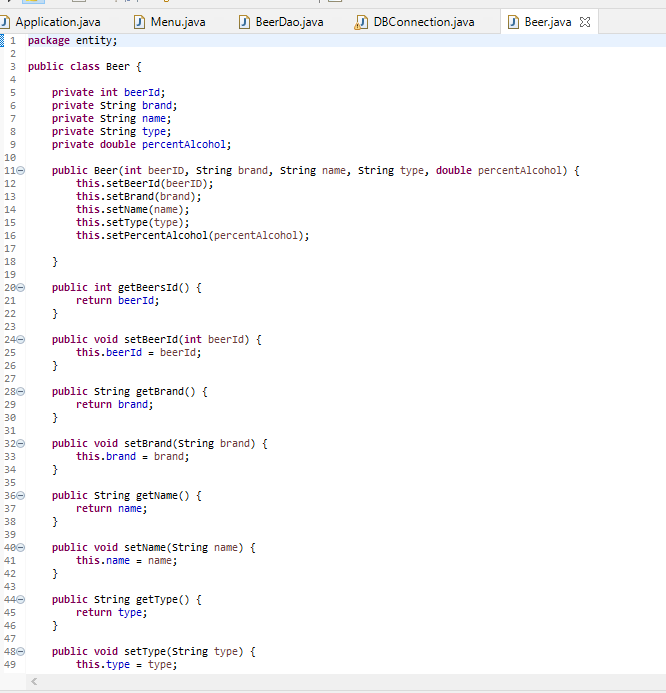 Application.java Menu.java BeerDao.java DBConnection.java Beer.java
1 package entity;
2
3 public class Beer {
4
5 private int beerId;
6 private String brand;
7 private String name;
8 private String type;
9 private double percentAlcohol;
10
11 public Beer(int beerID, String brand, String name, String type, double percentAlcohol) {
12 this.setBeerId(beerID);
13 this.setBrand(brand);
14 this.setName(name);
15 this.setType(type);
16 this.setPercentAlcohol(percentAlcohol);
17
18 }
19
20 public int getBeersId() {
21 return beerId;
22 }
23
24 public void setBeerId(int beerId) {
25 this.beerId = beerId;
26 }
27
28 public String getBrand() {
29 return brand;
30 }
31
32 public void setBrand(String brand) {
33 this.brand = brand;
34 }
35
36 public String getName() {
37 return name;
38 }
39
40 public void setName(String name) {
41 this.name = name;
42 }
43
44 public String getType() {
45 return type;
46 }
47
48 public void setType(String type) {
49 this.type = type;